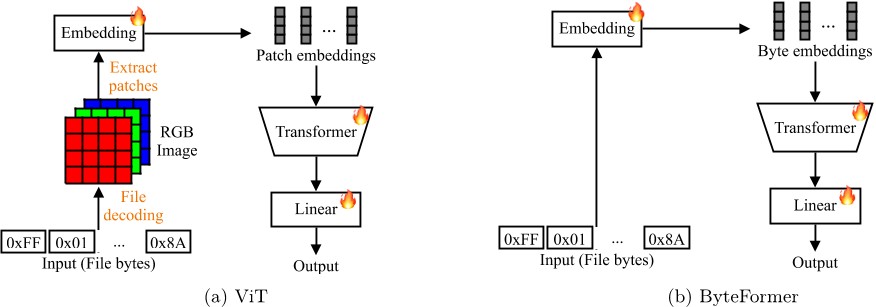 Embedding
...
Patch embeddings
Extract
patches
RGB
Image
Transformer
File
decoding
Linear
0xFF 0x01 ... 0x8A
Input (File bytes)
Output
(a) ViT
Embedding
...
Byte embeddings
Transformer
Linear
0xFF 0x01 ... 0x8A
Input (File bytes)
Output
(b) ByteFormer